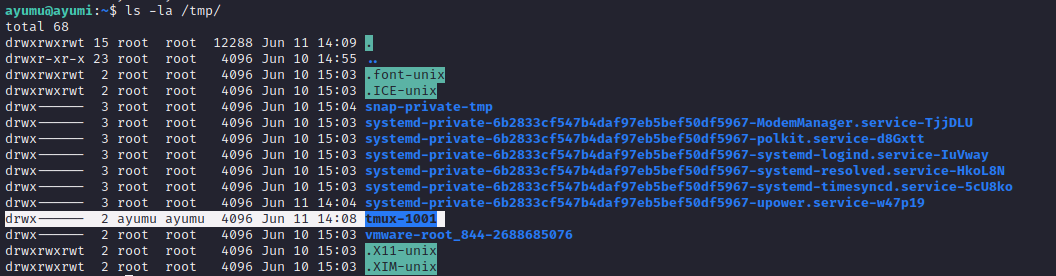 ayumu@ayumi:~$ ls -la /tmp/
total 68
drwxrwxrwt 15 root root 12288 Jun 11 14:09 .
drwxr-xr-x 23 root root 4096 Jun 10 14:55 ..
drwxrwxrwt 2 root root 4096 Jun 10 15:03 .font-unix
drwxrwxrwt 2 root root 4096 Jun 10 15:03 .ICE-unix
drwx------ 3 root root 4096 Jun 10 15:04 snap-private-tmp
drwx------ 3 root root 4096 Jun 10 15:03 systemd-private-6b2833cf547b4daf97eb5bef50df5967-ModemManager.service-TjjDLU
drwx------ 3 root root 4096 Jun 10 15:03 systemd-private-6b2833cf547b4daf97eb5bef50df5967-polkit.service-d8Gxtt
drwx------ 3 root root 4096 Jun 10 15:03 systemd-private-6b2833cf547b4daf97eb5bef50df5967-systemd-logind.service-IuVway
drwx------ 3 root root 4096 Jun 10 15:03 systemd-private-6b2833cf547b4daf97eb5bef50df5967-systemd-resolved.service-HkoL8N
drwx------ 3 root root 4096 Jun 10 15:03 systemd-private-6b2833cf547b4daf97eb5bef50df5967-systemd-timesyncd.service-5cU8ko
drwx------ 3 root root 4096 Jun 10 15:03 systemd-private-6b2833cf547b4daf97eb5bef50df5967-upower.service-w47p19
drwx------ 2 ayumu ayumu 4096 Jun 11 14:08 tmux-1001
drwx------ 2 root root 4096 Jun 10 15:03 vmware-root_844-2688685076
drwxrwxrwt 2 root root 4096 Jun 10 15:03 .X11-unix
drwxrwxrwt 2 root root 4096 Jun 10 15:03 .XIM-unix